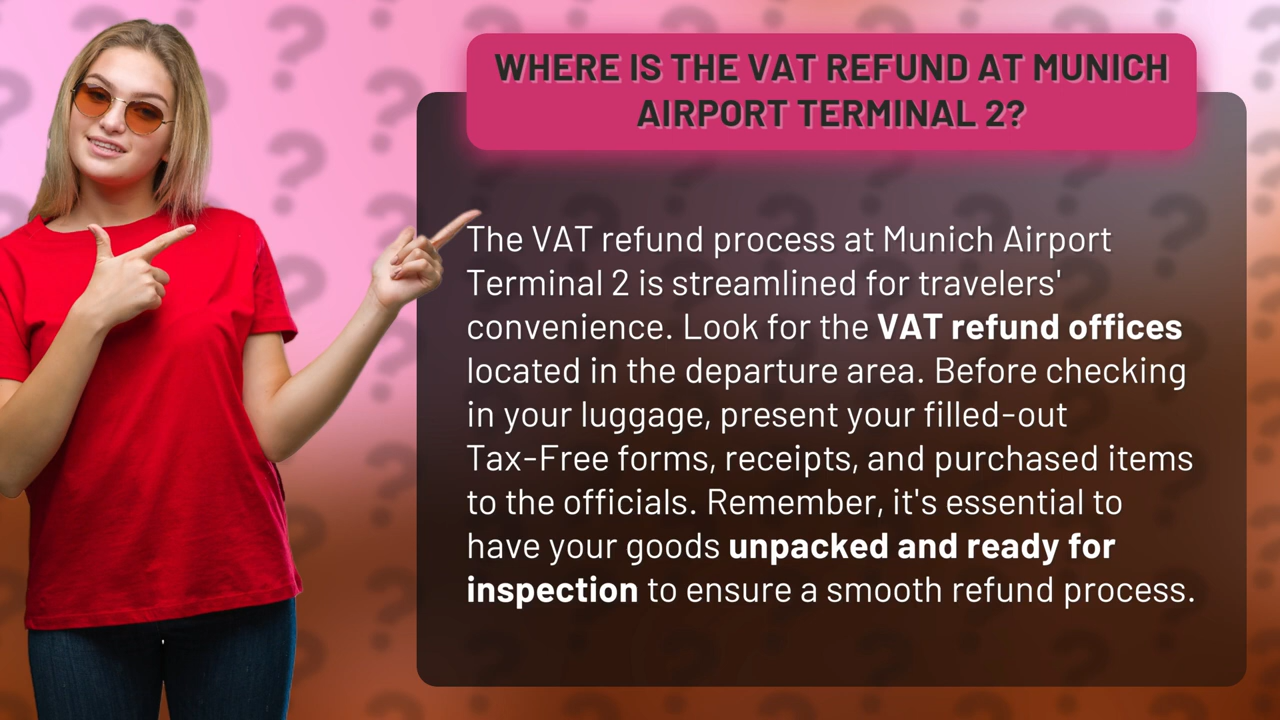 WHERE IS THE VAT REFUND AT MUNICH
AIRPORT TERMINAL 2?
The VAT refund process at Munich Airport
Terminal 2 is streamlined for travelers'
convenience. Look for the VAT refund offices
located in the departure area. Before checking
in your luggage, present your filled-out
Tax-Free forms, receipts, and purchased items
to the officials. Remember, it's essential to
have your goods unpacked and ready for
inspection to ensure a smooth refund process.